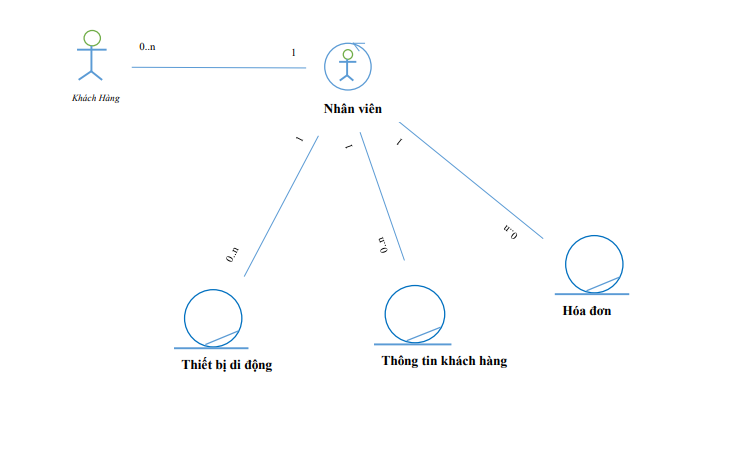 0..n
1
Khách Hàng
Nhân viên
1
1
1
0..n
0..n
0..n
Hóa đơn
Thông tin khách hàng
Thiết bị di động